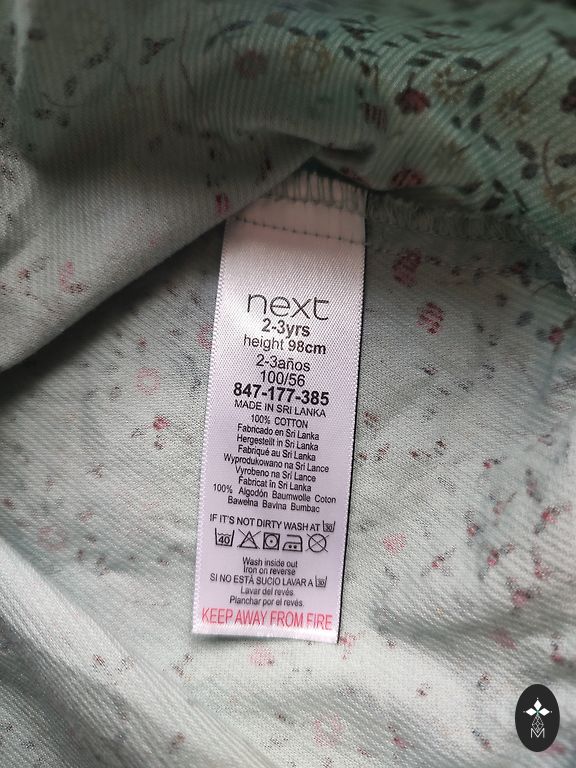 next
2-3yrs
height 98cm
2-3años
100/56
847-177-385
MADE IN SRI LANKA
100% COTTON
Fabricado en Sri Lanka
Hergestellt in Sri Lanka
Fabriqué au Sri Lanka
Wyprodukowano na Sri Lance
Vyrobeno na Sri Lance
Fabricat în Sri Lanka
100% Algodón Baumwolle Coton
Bawełna Bavlna Bumbac
IF IT'S NOT DIRTY WASH AT 30
40
Wash inside out
Iron on reverse
SI NO ESTÁ SUCIO LAVAR A 30
Lavar del revés.
Planchar por el revés.
KEEP AWAY FROM FIRE
M